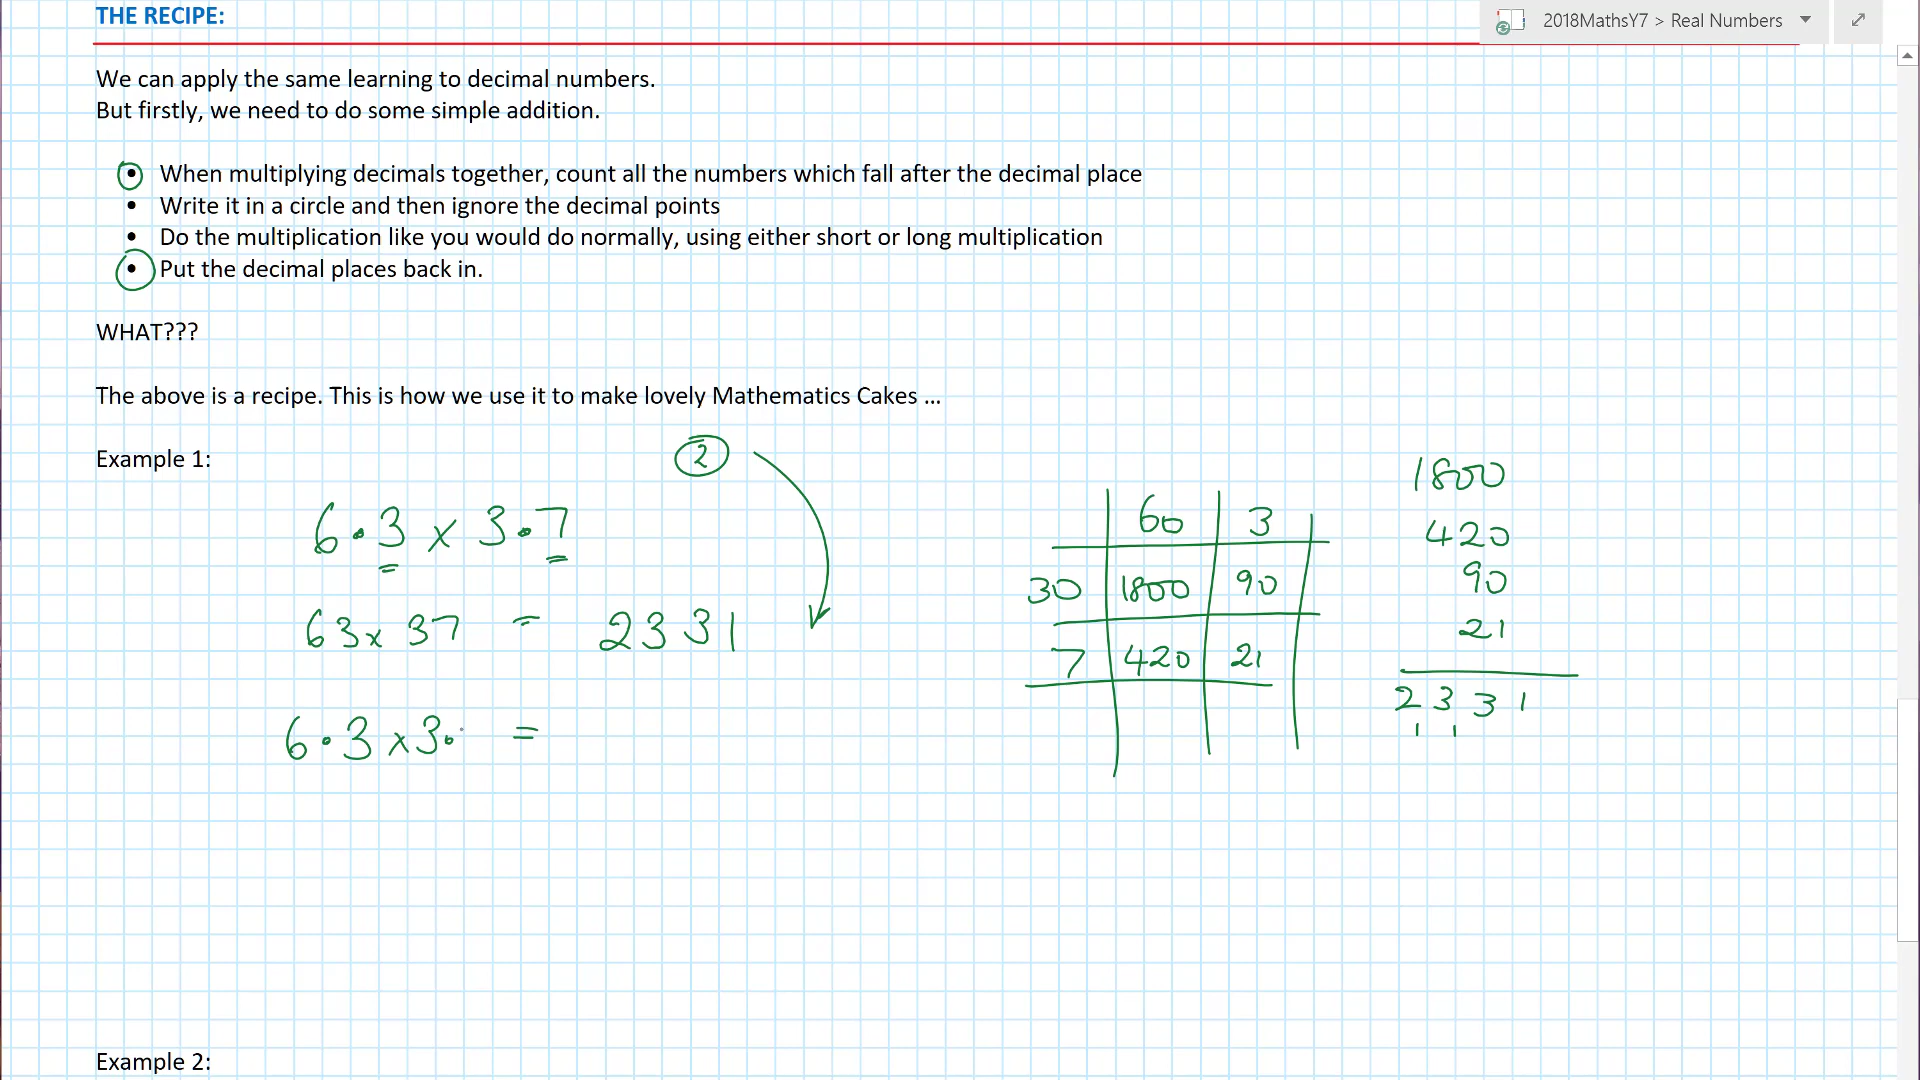 THE RECIPE:
2018MathsY7 > Real Numbers
We can apply the same learning to decimal numbers.
But firstly, we need to do some simple addition.
• When multiplying decimals together, count all the numbers which fall after the decimal place
• Write it in a circle and then ignore the decimal points
• Do the multiplication like you would do normally, using either short or long multiplication
• Put the decimal places back in.
WHAT???
The above is a recipe. This is how we use it to make lovely Mathematics Cakes ...
Example 1:
2
6.3 x 3.7
63 x 37 = 2331
6.3 x 3. =
60 3
30 1800 90
7 420 21
1800
420
90
21
2331
1 1
Example 2: